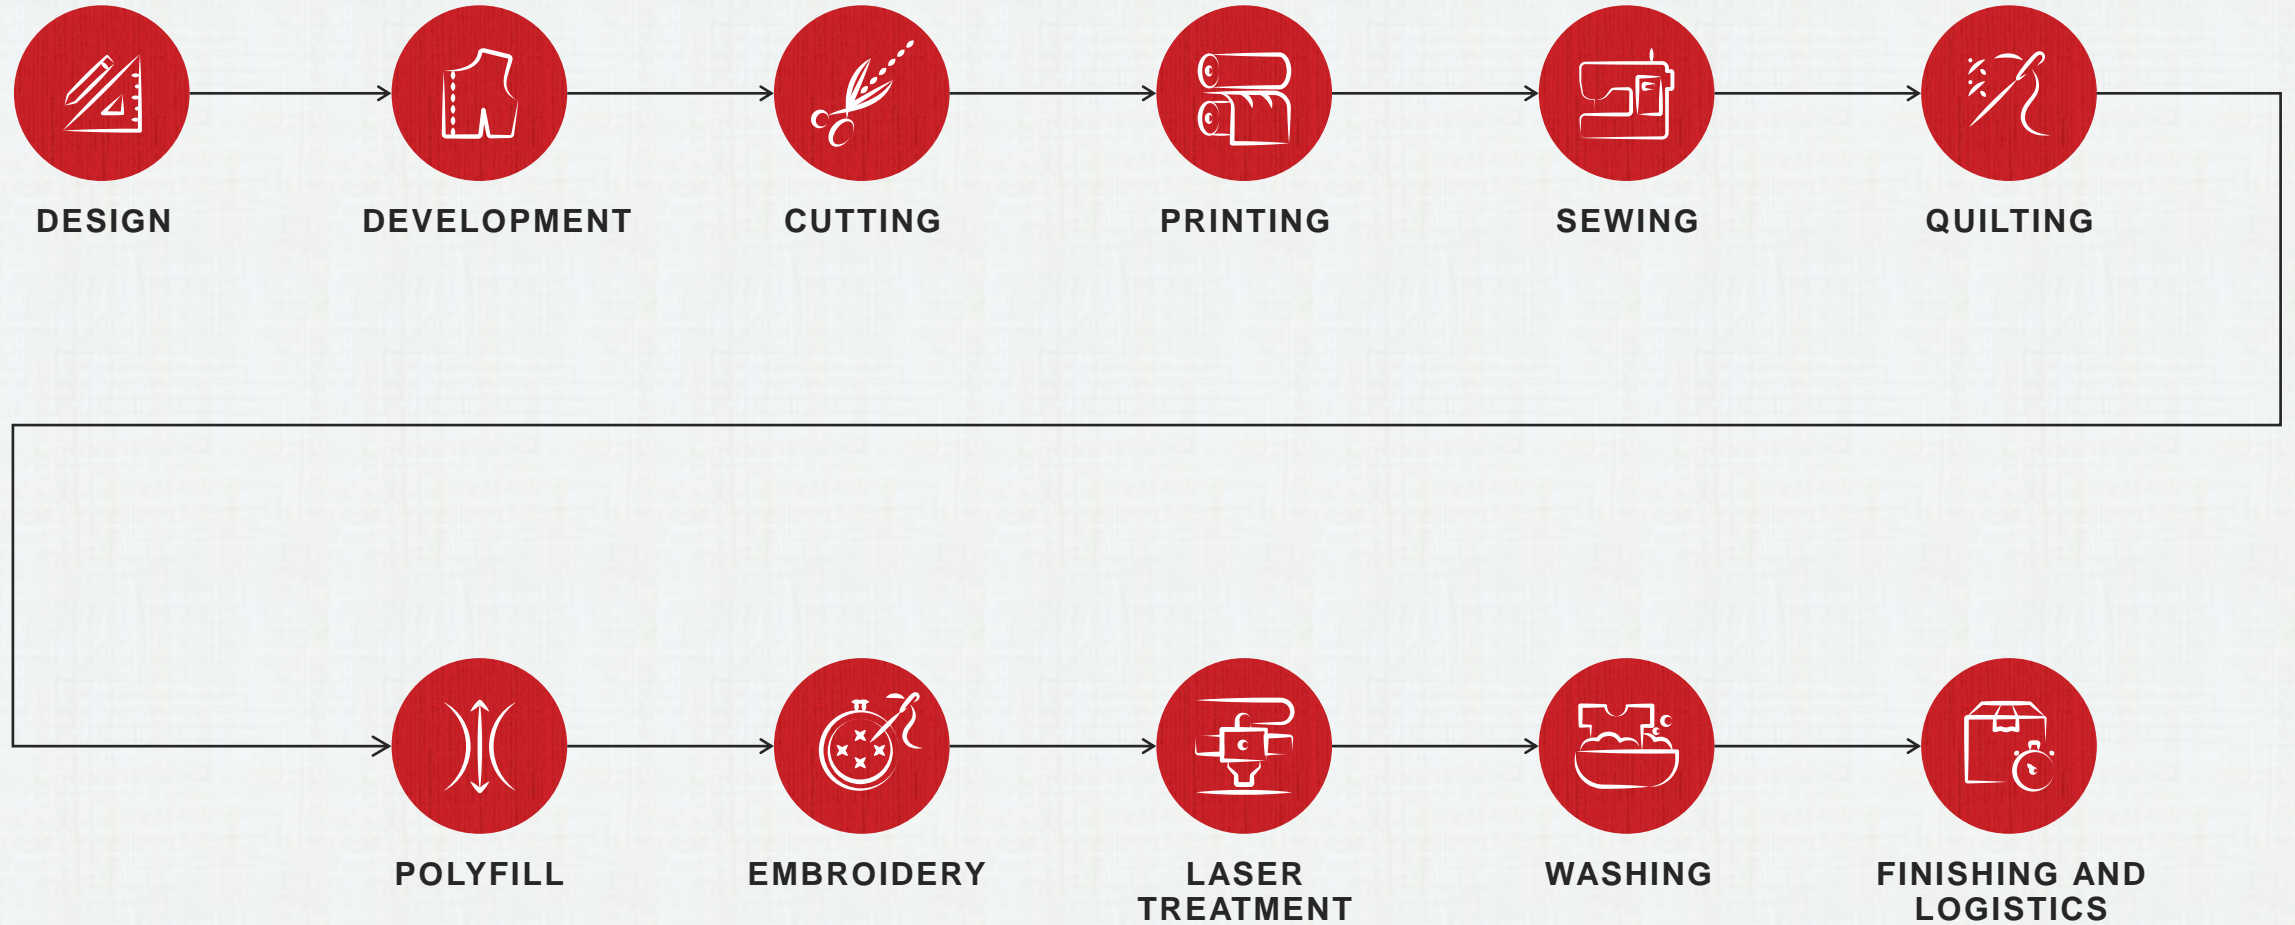 DESIGN
DEVELOPMENT
CUTTING
PRINTING
SEWING
QUILTING
POLYFILL
EMBROIDERY
LASER
TREATMENT
WASHING
FINISHING AND
LOGISTICS